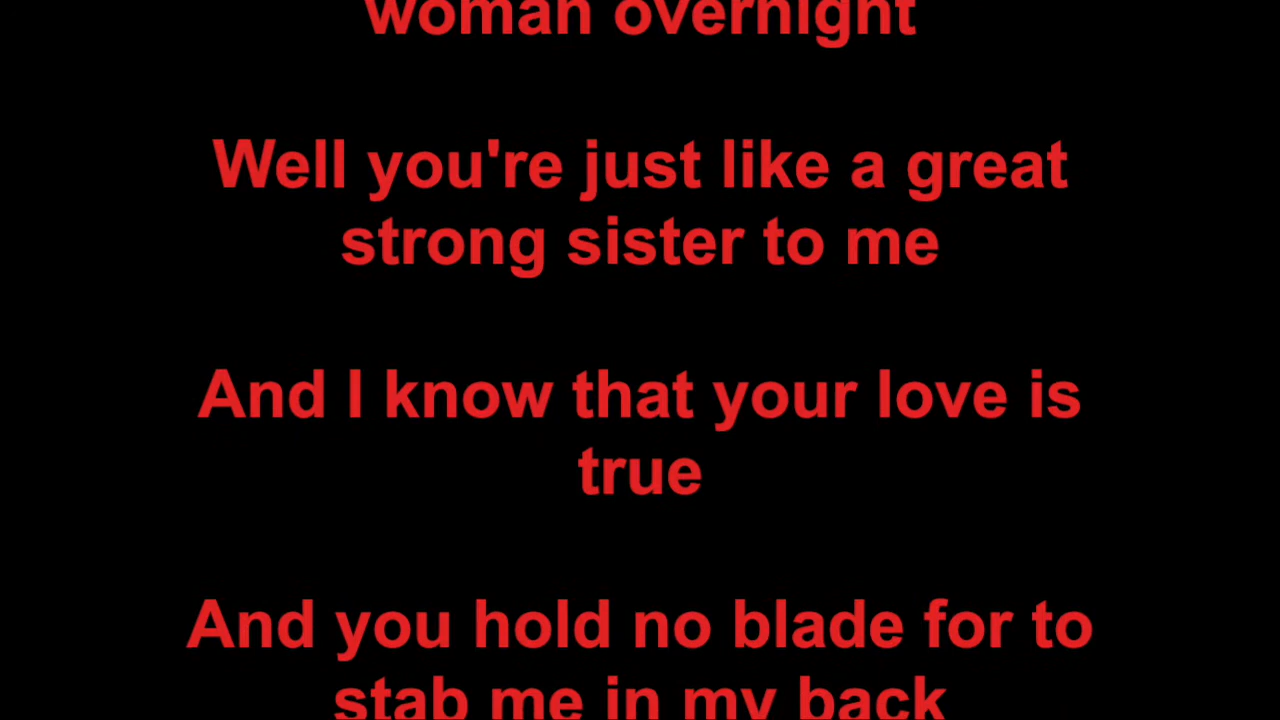 woman overnight
Well you're just like a great
strong sister to me
And I know that your love is
true
And you hold no blade for to
stab me in my back